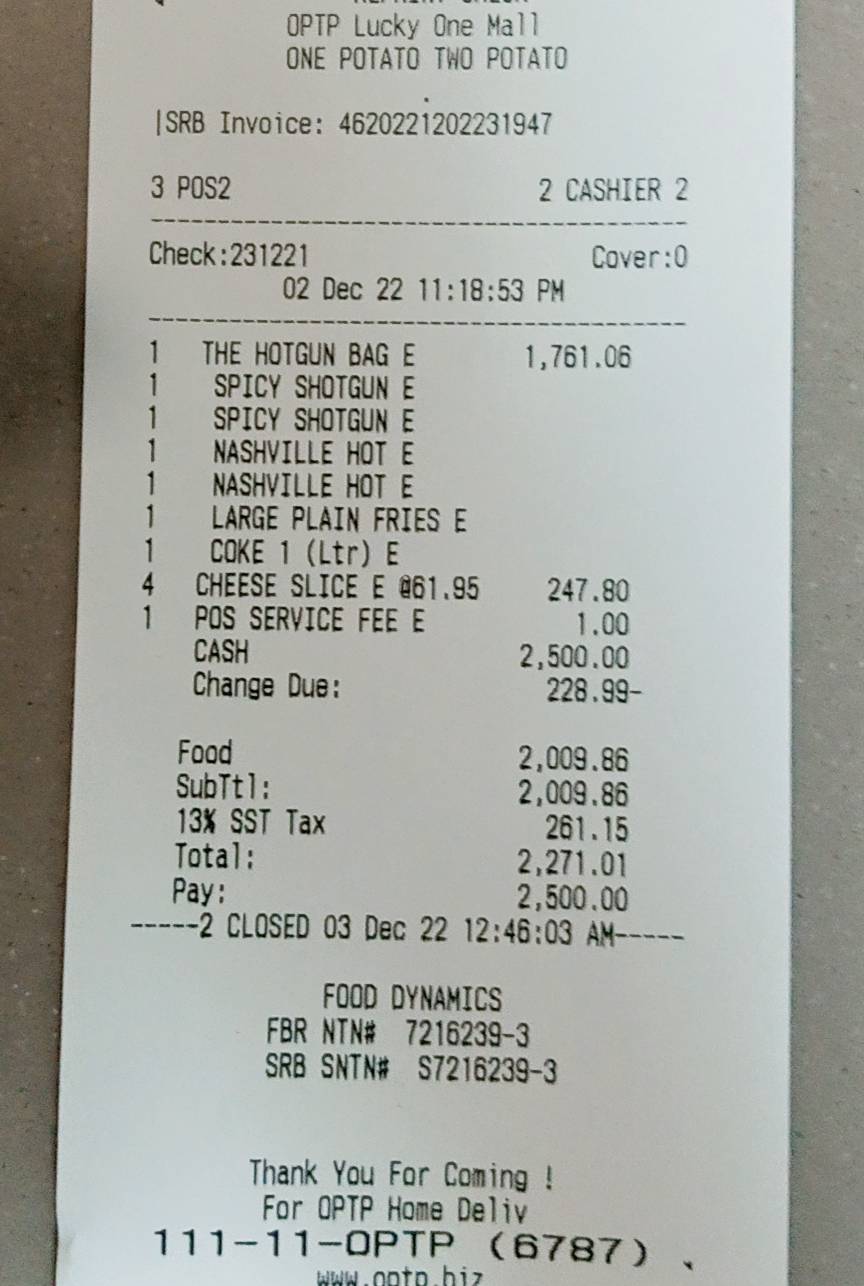 OPTP Lucky One Mall
ONE POTATO TWO POTATO
|SRB Invoice: 4620221202231947
3 POS2 2 CASHIER 2
----------------------------------------
Check:231221 Cover:0
02 Dec 22 11:18:53 PM
----------------------------------------
1 THE HOTGUN BAG E 1,761.06
1 SPICY SHOTGUN E
1 SPICY SHOTGUN E
1 NASHVILLE HOT E
1 NASHVILLE HOT E
1 LARGE PLAIN FRIES E
1 COKE 1 (Ltr) E
4 CHEESE SLICE E @61.95 247.80
1 POS SERVICE FEE E 1.00
CASH 2,500.00
Change Due: 228.99-
Food 2,009.86
SubTtl: 2,009.86
13% SST Tax 261.15
Total: 2,271.01
Pay: 2,500.00
-----2 CLOSED 03 Dec 22 12:46:03 AM-----
FOOD DYNAMICS
FBR NTN# 7216239-3
SRB SNTN# S7216239-3
Thank You For Coming !
For OPTP Home Deliv
111-11-OPTP (6787)
www.optp.biz